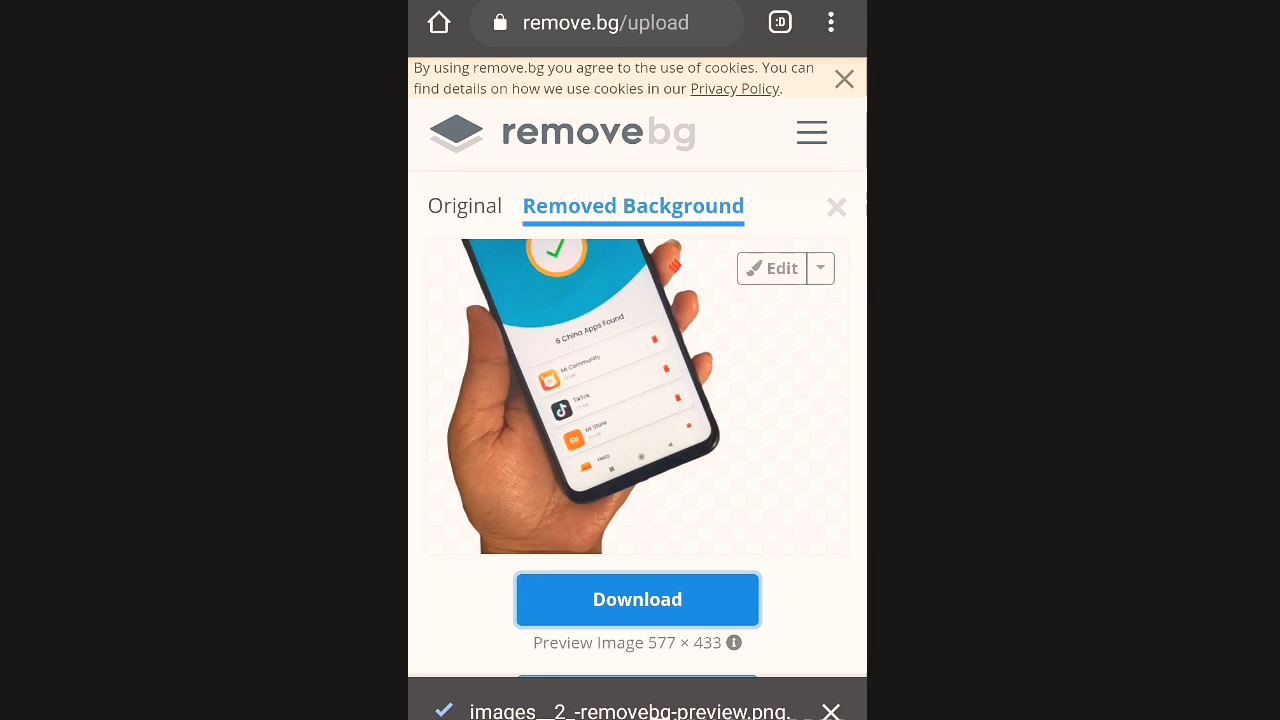 remove.bg/upload
:D
By using remove.bg you agree to the use of cookies. You can
find details on how we use cookies in our Privacy Policy.
removebg
Original Removed Background
Edit
6 China Apps Found
Mi Community
TikTok
Mi Store
Helo
Download
Preview Image 577 × 433
images__2_-removebg-preview.png.